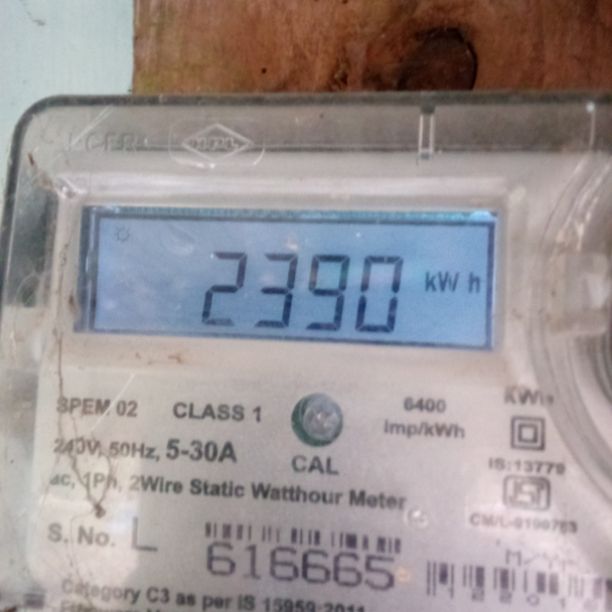 2390 kWh
SPEM 02 CLASS 1 6400 imp/kWh
240V, 50Hz, 5-30A
CAL
IS:13779
ac, 1Ph, 2Wire Static Watthour Meter
S. No. L 616665
Category C3 as per IS 15959:2011